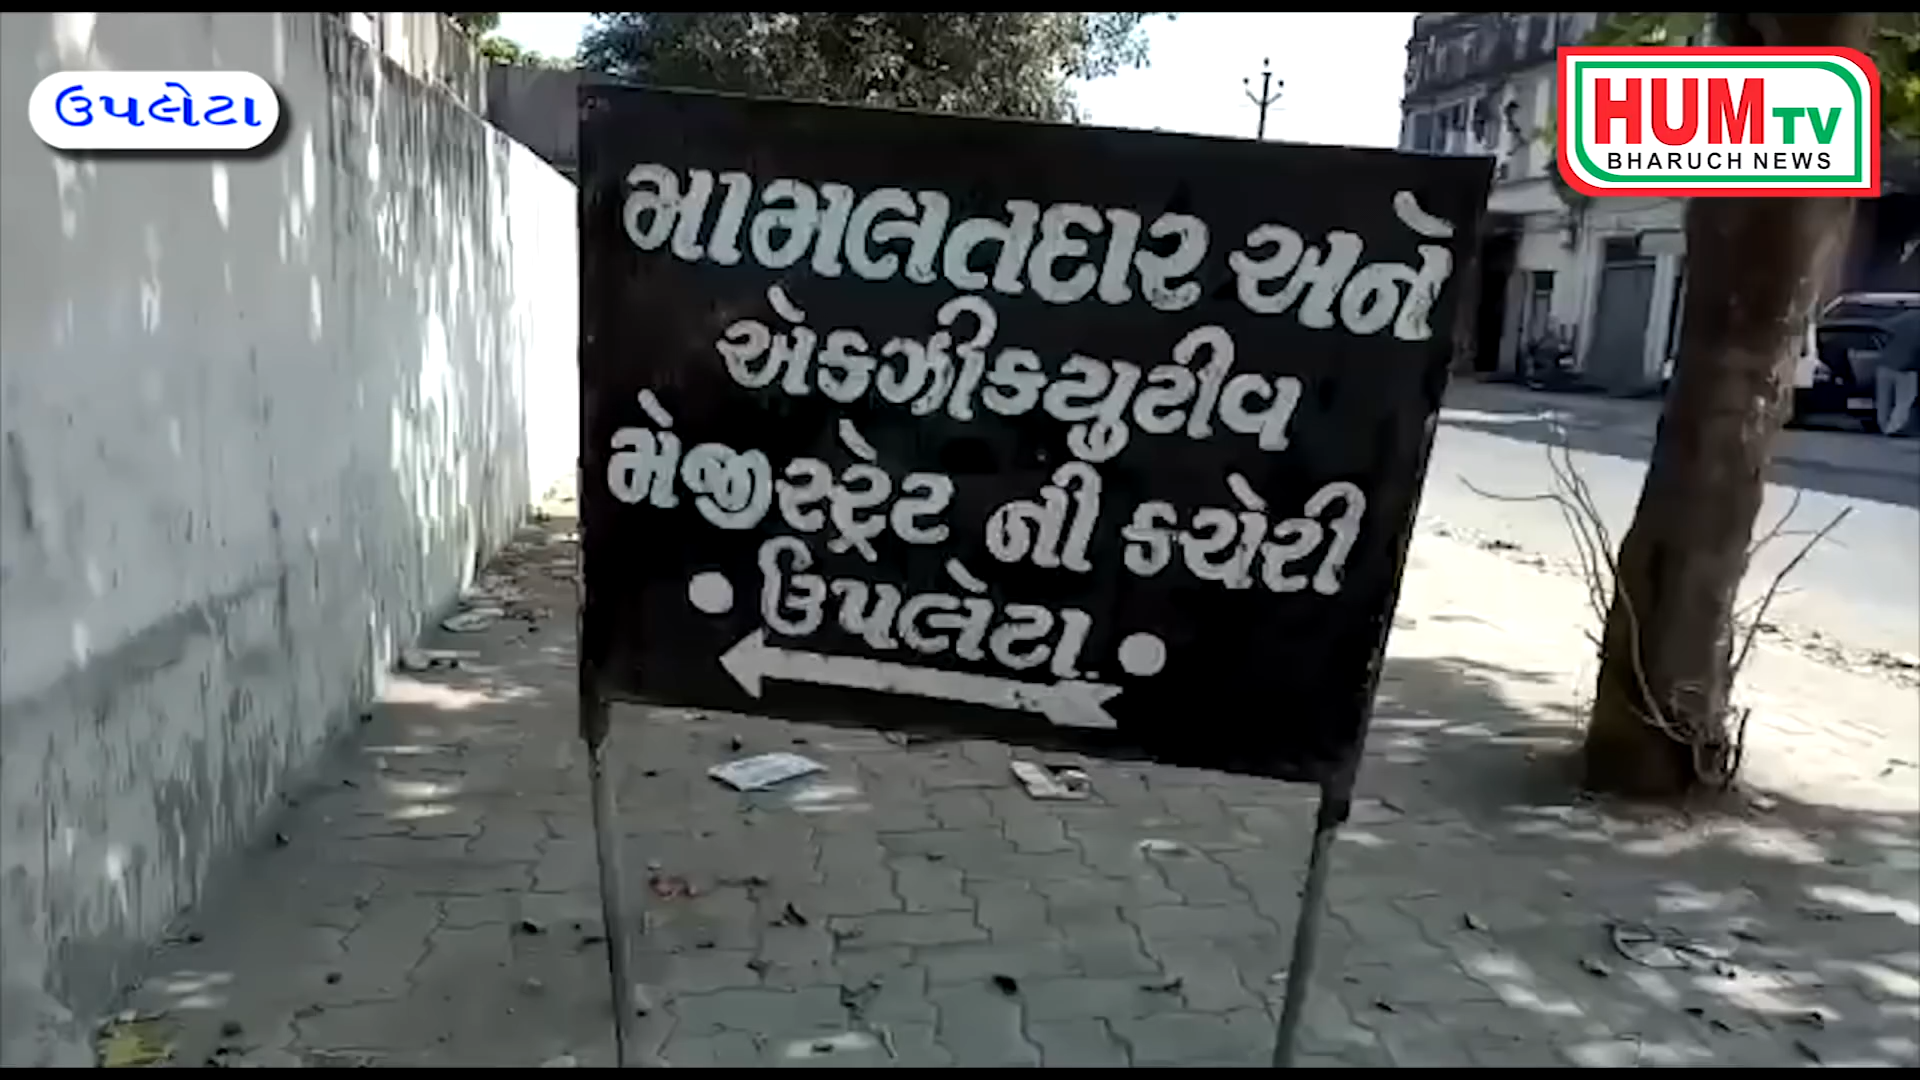 ઉપલેટા
HUM TV
BHARUCH NEWS
મામલતદાર અને
એકઝીકયુટીવ
મેજીસ્ટ્રેટ ની કચેરી
• ઉપલેટા •